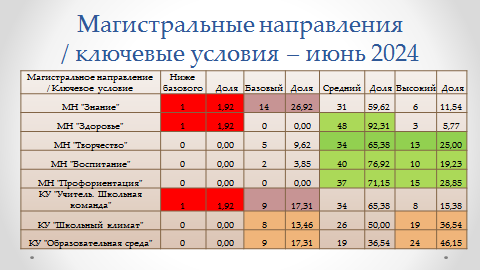 Магистральные направления
/ ключевые условия – июнь 2024
Магистральное направление / Ключевое условие Ниже базового Доля Базовый Доля Средний Доля Высокий Доля
МН "Знание" 1 1,92 14 26,92 31 59,62 6 11,54
МН "Здоровье" 1 1,92 0 0,00 48 92,31 3 5,77
МН "Творчество" 0 0,00 5 9,62 34 65,38 13 25,00
МН "Воспитание" 0 0,00 2 3,85 40 76,92 10 19,23
МН "Профориентация" 0 0,00 0 0,00 37 71,15 15 28,85
КУ "Учитель. Школьная команда" 1 1,92 9 17,31 34 65,38 8 15,38
КУ "Школьный климат" 0 0,00 8 13,46 26 50,00 19 36,54
КУ "Образовательная среда" 0 0,00 9 17,31 19 36,54 24 46,15